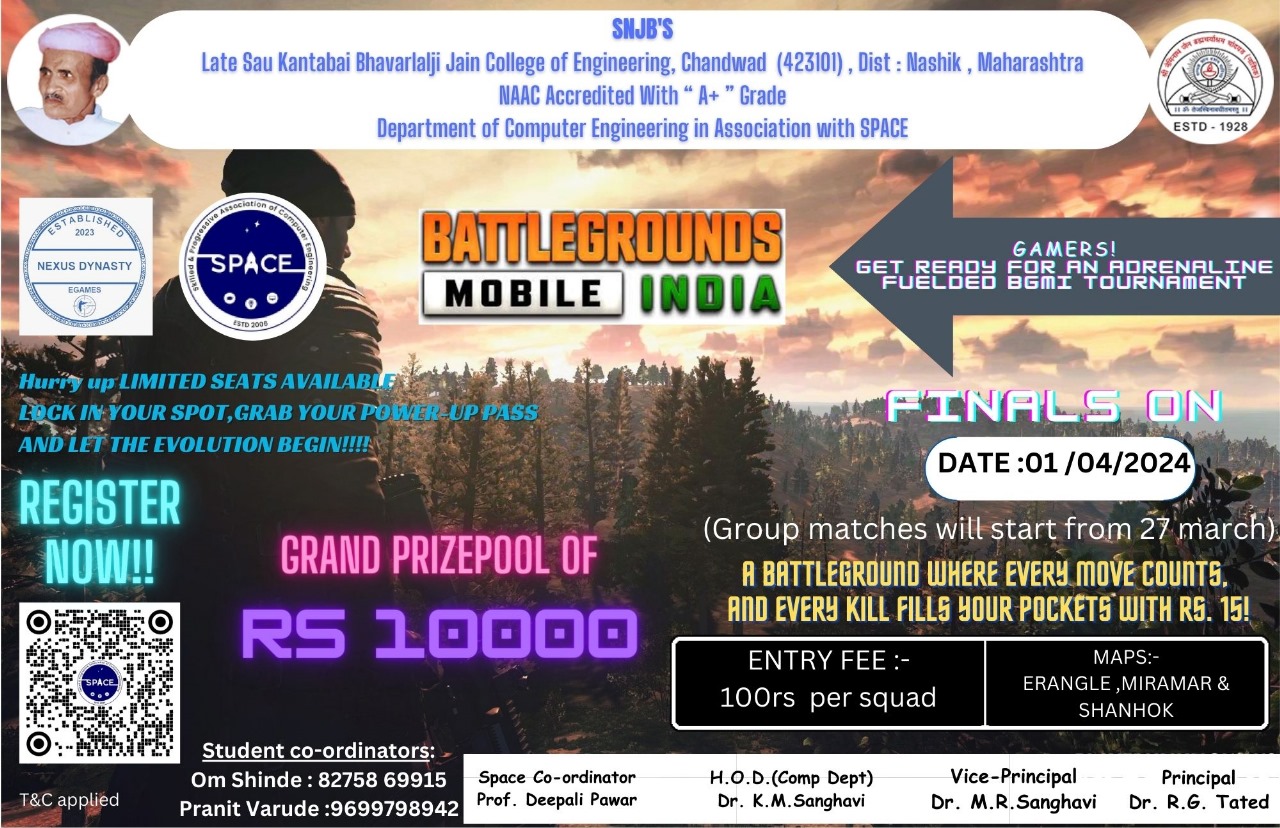 SNJB'S
Late Sau Kantabai Bhavarlalji Jain College of Engineering, Chandwad (423101) , Dist : Nashik , Maharashtra
NAAC Accredited With “ A+ ” Grade
Department of Computer Engineering in Association with SPACE
ESTD - 1928
ESTABLISHED
2023
NEXUS DYNASTY
EGAMES
Skilled & Progressive Association of Computer Engineering
SPACE
ESTD 2006
BATTLEGROUNDS
MOBILE INDIA
GAMERS!
GET READY FOR AN ADRENALINE
FUELDED BGMI TOURNAMENT
Hurry up LIMITED SEATS AVAILABLE
LOCK IN YOUR SPOT,GRAB YOUR POWER-UP PASS
AND LET THE EVOLUTION BEGIN!!!!
FINALS ON
DATE :01 /04/2024
(Group matches will start from 27 march)
REGISTER
NOW!!
GRAND PRIZEPOOL OF
RS 10000
A BATTLEGROUND WHERE EVERY MOVE COUNTS,
AND EVERY KILL FILLS YOUR POCKETS WITH RS. 15!
ENTRY FEE :-
100rs per squad
MAPS:-
ERANGLE ,MIRAMAR &
SHANHOK
SPACE
T&C applied
Student co-ordinators:
Om Shinde : 82758 69915
Pranit Varude :9699798942
Space Co-ordinator
Prof. Deepali Pawar
H.O.D.(Comp Dept)
Dr. K.M.Sanghavi
Vice-Principal
Dr. M.R.Sanghavi
Principal
Dr. R.G. Tated